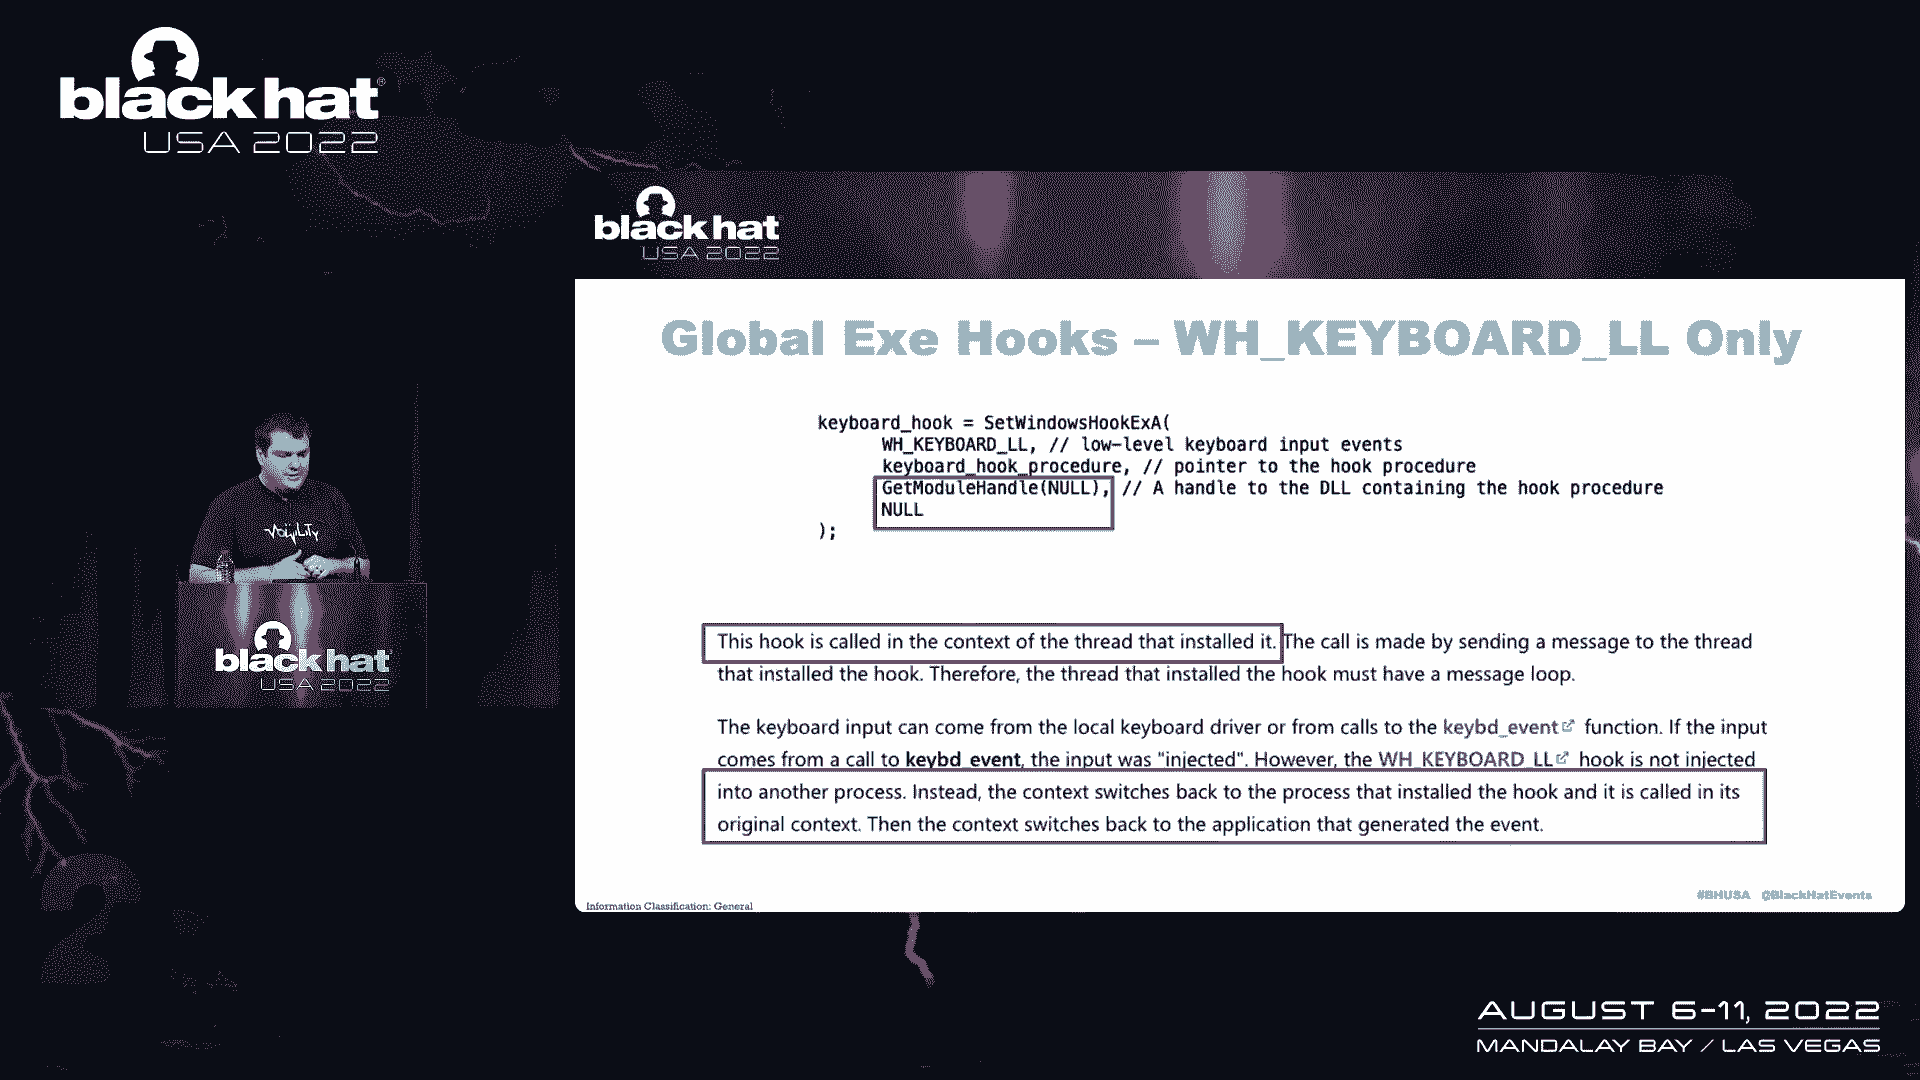 black hat®
USA 2022
black hat
USA 2022
Global Exe Hooks – WH_KEYBOARD_LL Only
keyboard_hook = SetWindowsHookExA(
WH_KEYBOARD_LL, // low-level keyboard input events
keyboard_hook_procedure, // pointer to the hook procedure
GetModuleHandle(NULL), // A handle to the DLL containing the hook procedure
NULL
);
This hook is called in the context of the thread that installed it. The call is made by sending a message to the thread
that installed the hook. Therefore, the thread that installed the hook must have a message loop.
The keyboard input can come from the local keyboard driver or from calls to the keybd_event function. If the input
comes from a call to keybd_event, the input was "injected". However, the WH_KEYBOARD_LL hook is not injected
into another process. Instead, the context switches back to the process that installed the hook and it is called in its
original context. Then the context switches back to the application that generated the event.
Information Classification: General
#BHUSA @BlackHatEvents
black hat
USA 2022
AUGUST 6-11, 2022
MANDALAY BAY / LAS VEGAS